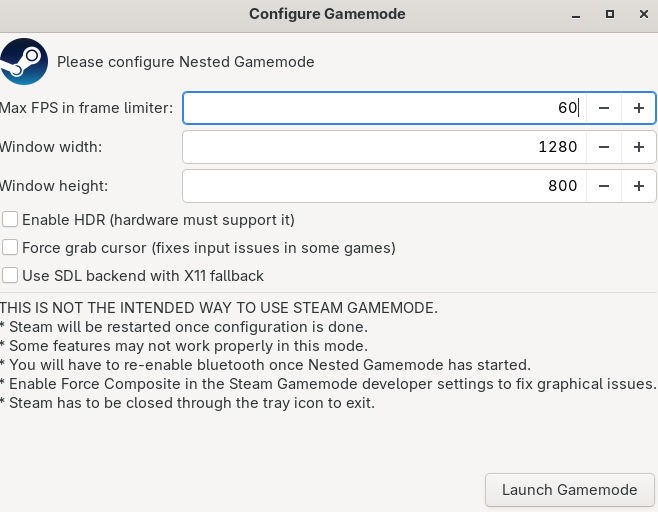 Configure Gamemode
Please configure Nested Gamemode
Max FPS in frame limiter: 60
Window width: 1280
Window height: 800
Enable HDR (hardware must support it)
Force grab cursor (fixes input issues in some games)
Use SDL backend with X11 fallback
THIS IS NOT THE INTENDED WAY TO USE STEAM GAMEMODE.
* Steam will be restarted once configuration is done.
* Some features may not work properly in this mode.
* You will have to re-enable bluetooth once Nested Gamemode has started.
* Enable Force Composite in the Steam Gamemode developer settings to fix graphical issues.
* Steam has to be closed through the tray icon to exit.
Launch Gamemode